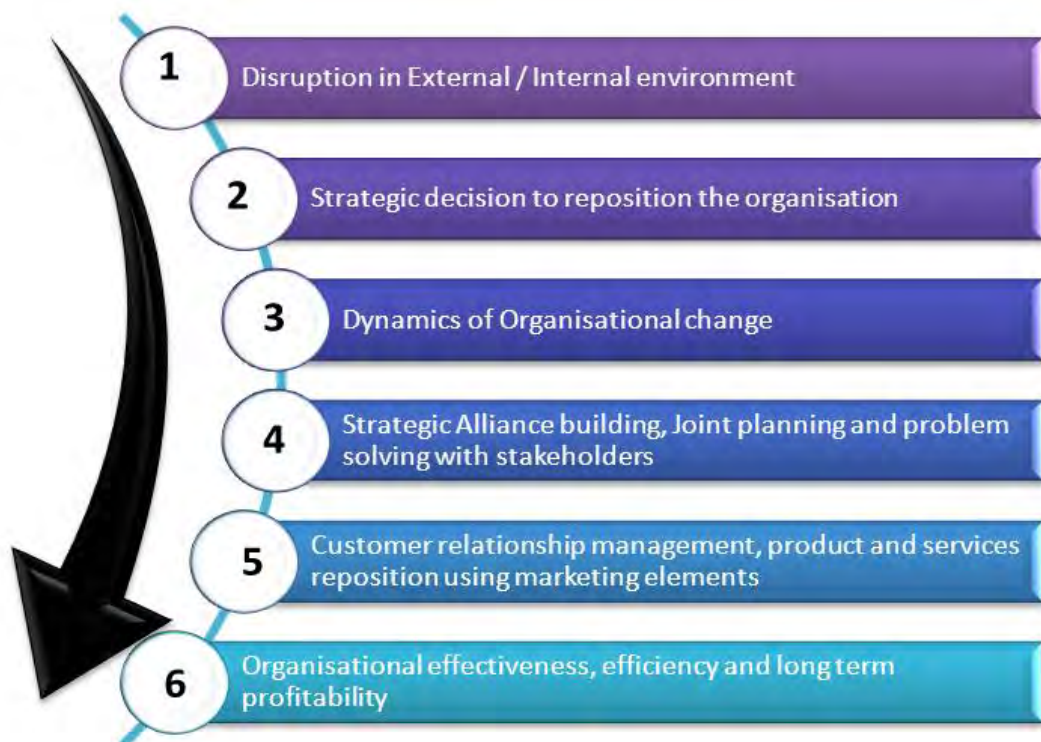 1
Disruption in External / Internal environment
2
Strategic decision to reposition the organisation
3
Dynamics of Organisational change
4
Strategic Alliance building, Joint planning and problem
solving with stakeholders
5
Customer relationship management, product and services
reposition using marketing elements
6
Organisational effectiveness, efficiency and long term
profitability